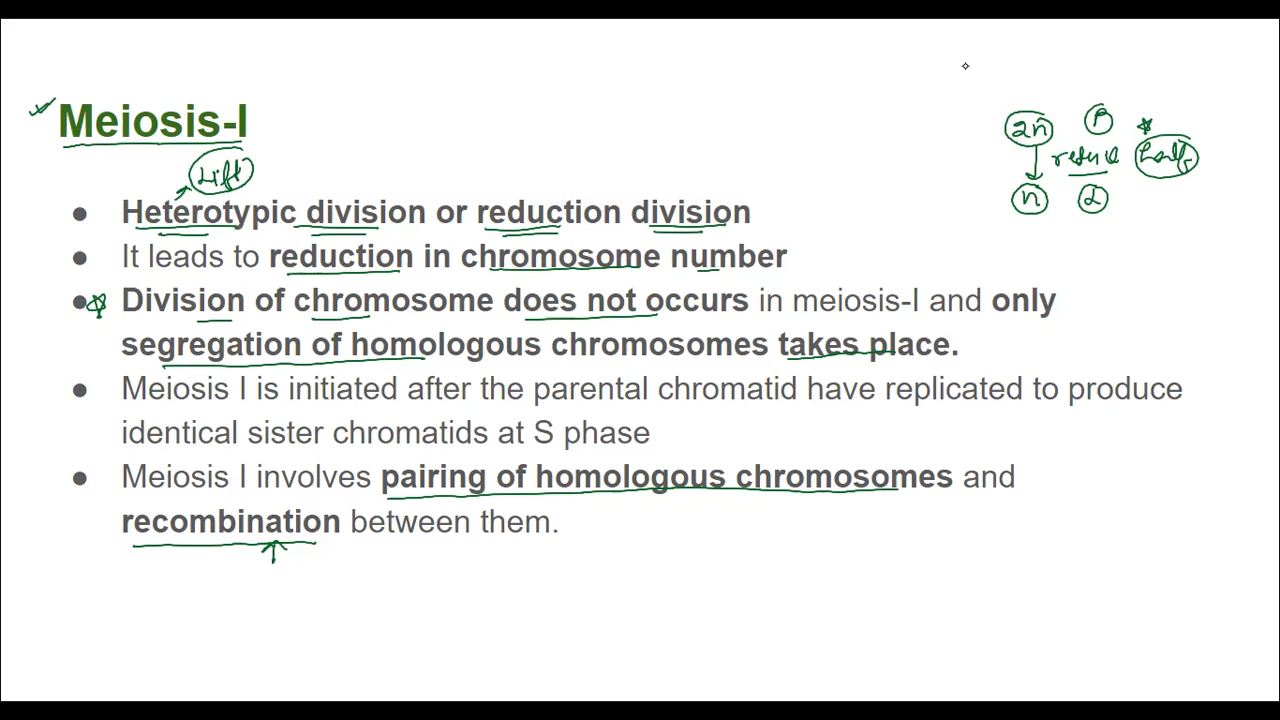 Meiosis-I
2n
P
half
n
● Heterotypic division or reduction division
● It leads to reduction in chromosome number
● Division of chromosome does not occurs in meiosis-I and only
segregation of homologous chromosomes takes place.
● Meiosis I is initiated after the parental chromatid have replicated to produce
identical sister chromatids at S phase
● Meiosis I involves pairing of homologous chromosomes and
recombination between them.